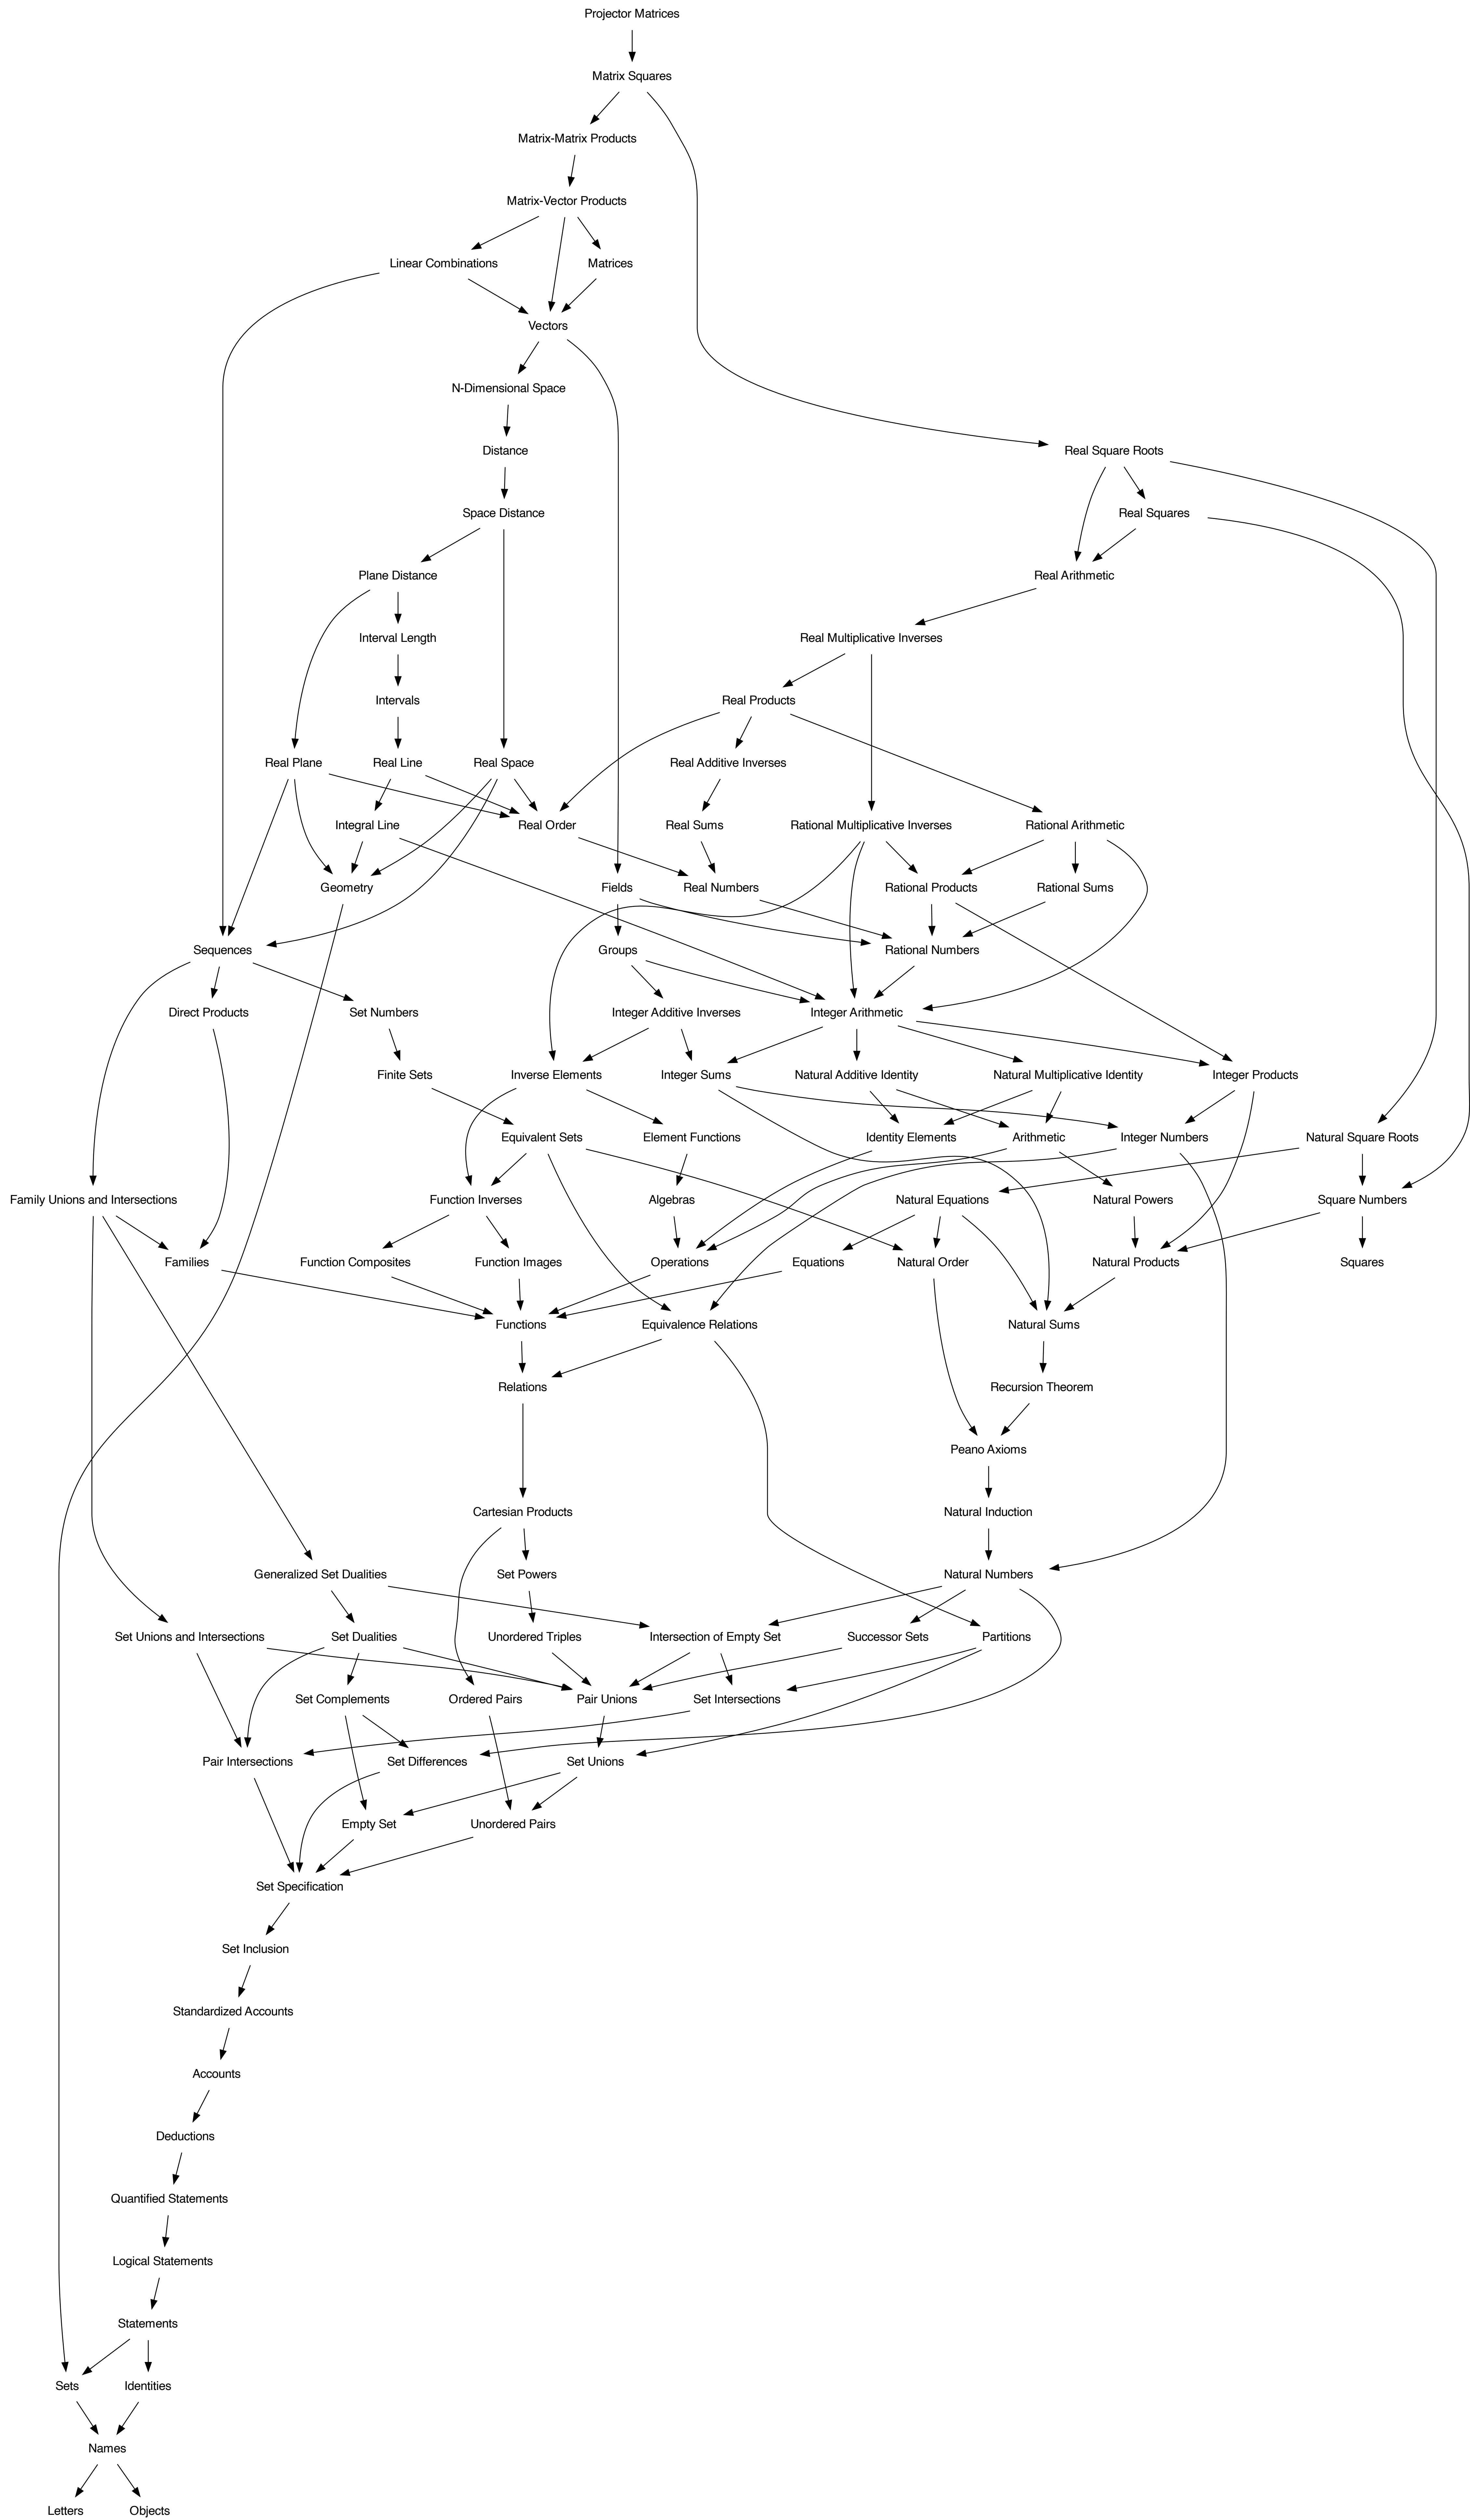 Projector Matrices
Matrix Squares
Matrix-Matrix Products
Matrix-Vector Products
Linear Combinations
Matrices
Vectors
N-Dimensional Space
Distance
Real Square Roots
Space Distance
Real Squares
Plane Distance
Real Arithmetic
Interval Length
Real Multiplicative Inverses
Intervals
Real Products
Real Plane
Real Line
Real Space
Real Additive Inverses
Integral Line
Real Order
Real Sums
Rational Multiplicative Inverses
Rational Arithmetic
Geometry
Fields
Real Numbers
Rational Products
Rational Sums
Sequences
Groups
Rational Numbers
Direct Products
Set Numbers
Integer Additive Inverses
Integer Arithmetic
Finite Sets
Inverse Elements
Integer Sums
Natural Additive Identity
Natural Multiplicative Identity
Integer Products
Equivalent Sets
Element Functions
Identity Elements
Arithmetic
Integer Numbers
Natural Square Roots
Family Unions and Intersections
Function Inverses
Algebras
Natural Equations
Natural Powers
Square Numbers
Families
Function Composites
Function Images
Operations
Equations
Natural Order
Natural Products
Squares
Functions
Equivalence Relations
Natural Sums
Relations
Recursion Theorem
Peano Axioms
Cartesian Products
Natural Induction
Generalized Set Dualities
Set Powers
Natural Numbers
Set Unions and Intersections
Set Dualities
Unordered Triples
Intersection of Empty Set
Successor Sets
Partitions
Set Complements
Ordered Pairs
Pair Unions
Set Intersections
Pair Intersections
Set Differences
Set Unions
Empty Set
Unordered Pairs
Set Specification
Set Inclusion
Standardized Accounts
Accounts
Deductions
Quantified Statements
Logical Statements
Statements
Sets
Identities
Names
Letters
Objects